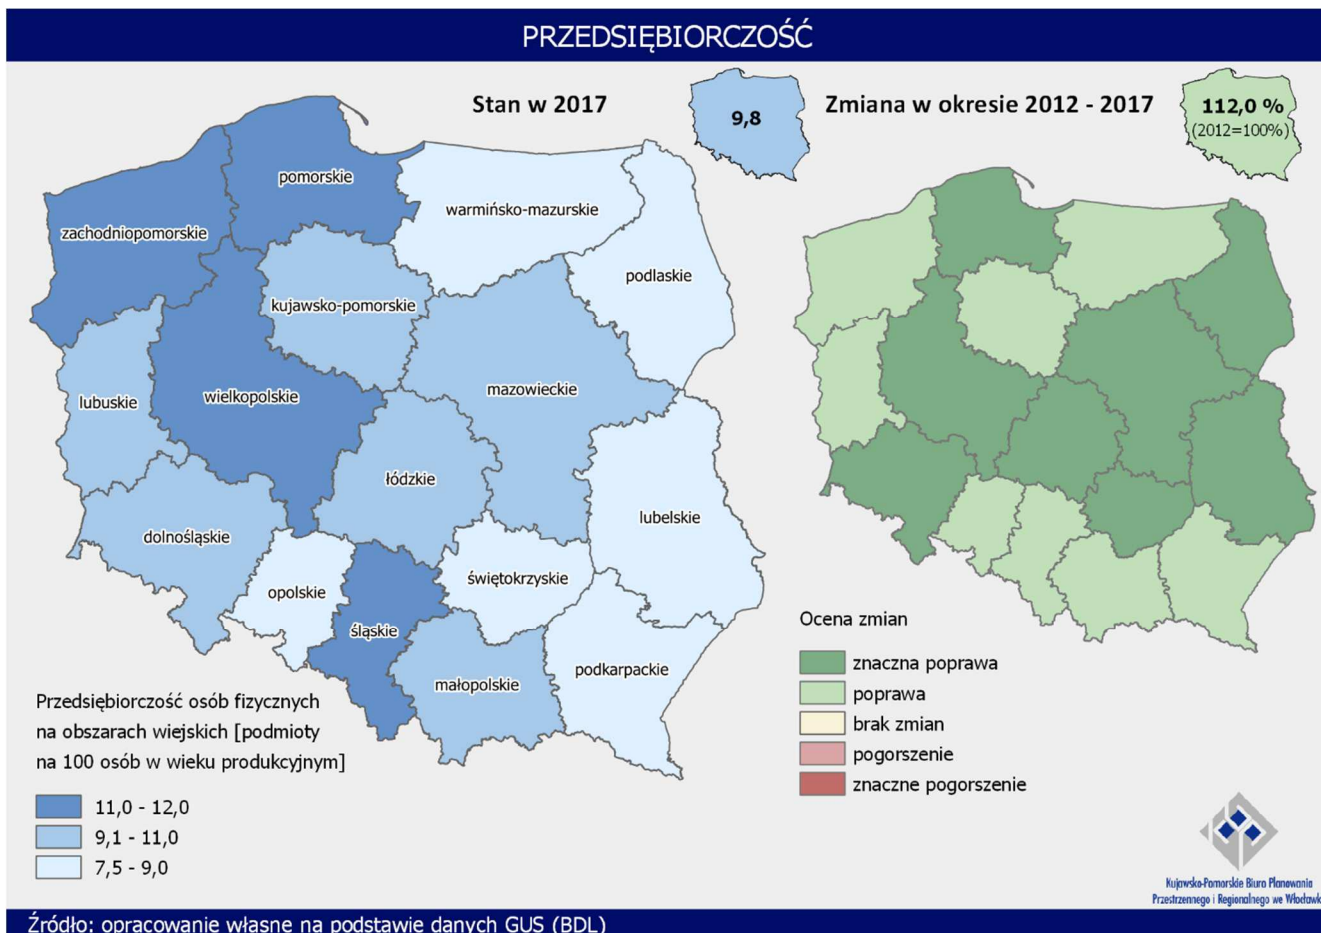 PRZEDSIĘBIORCZOŚĆ
Stan w 2017
9,8
Zmiana w okresie 2012 - 2017
112,0 %
(2012=100%)
pomorskie
zachodniopomorskie
warmińsko-mazurskie
podlaskie
kujawsko-pomorskie
mazowieckie
lubuskie
wielkopolskie
łódzkie
lubelskie
dolnośląskie
świętokrzyskie
opolskie
śląskie
małopolskie
podkarpackie
Przedsiębiorczość osób fizycznych
na obszarach wiejskich [podmioty
na 100 osób w wieku produkcyjnym]
11,0 - 12,0
9,1 - 11,0
7,5 - 9,0
Ocena zmian
znaczna poprawa
poprawa
brak zmian
pogorszenie
znaczne pogorszenie
Kujawsko-Pomorskie Biuro Planowania
Przestrzennego i Regionalnego we Włocławk
Źródło: opracowanie własne na podstawie danych GUS (BDL)